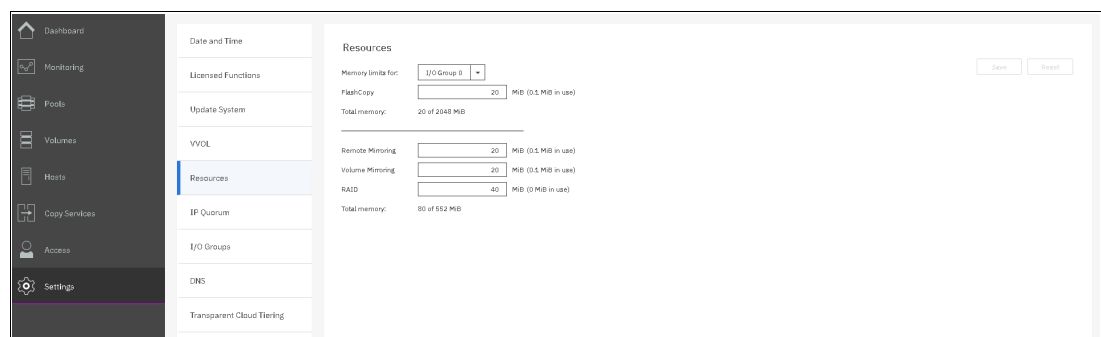 Dashboard
Monitoring
Pools
Volumes
Hosts
Copy Services
Access
Settings
Date and Time
Licensed Functions
Update System
VVOL
Resources
IP Quorum
I/O Groups
DNS
Transparent Cloud Tiering
Resources
Save Reset
Memory limits for: I/O Group 0
FlashCopy 20 MiB (0.1 MiB in use)
Total memory: 20 of 2048 MiB
Remote Mirroring 20 MiB (0.1 MiB in use)
Volume Mirroring 20 MiB (0.1 MiB in use)
RAID 40 MiB (0 MiB in use)
Total memory: 80 of 552 MiB